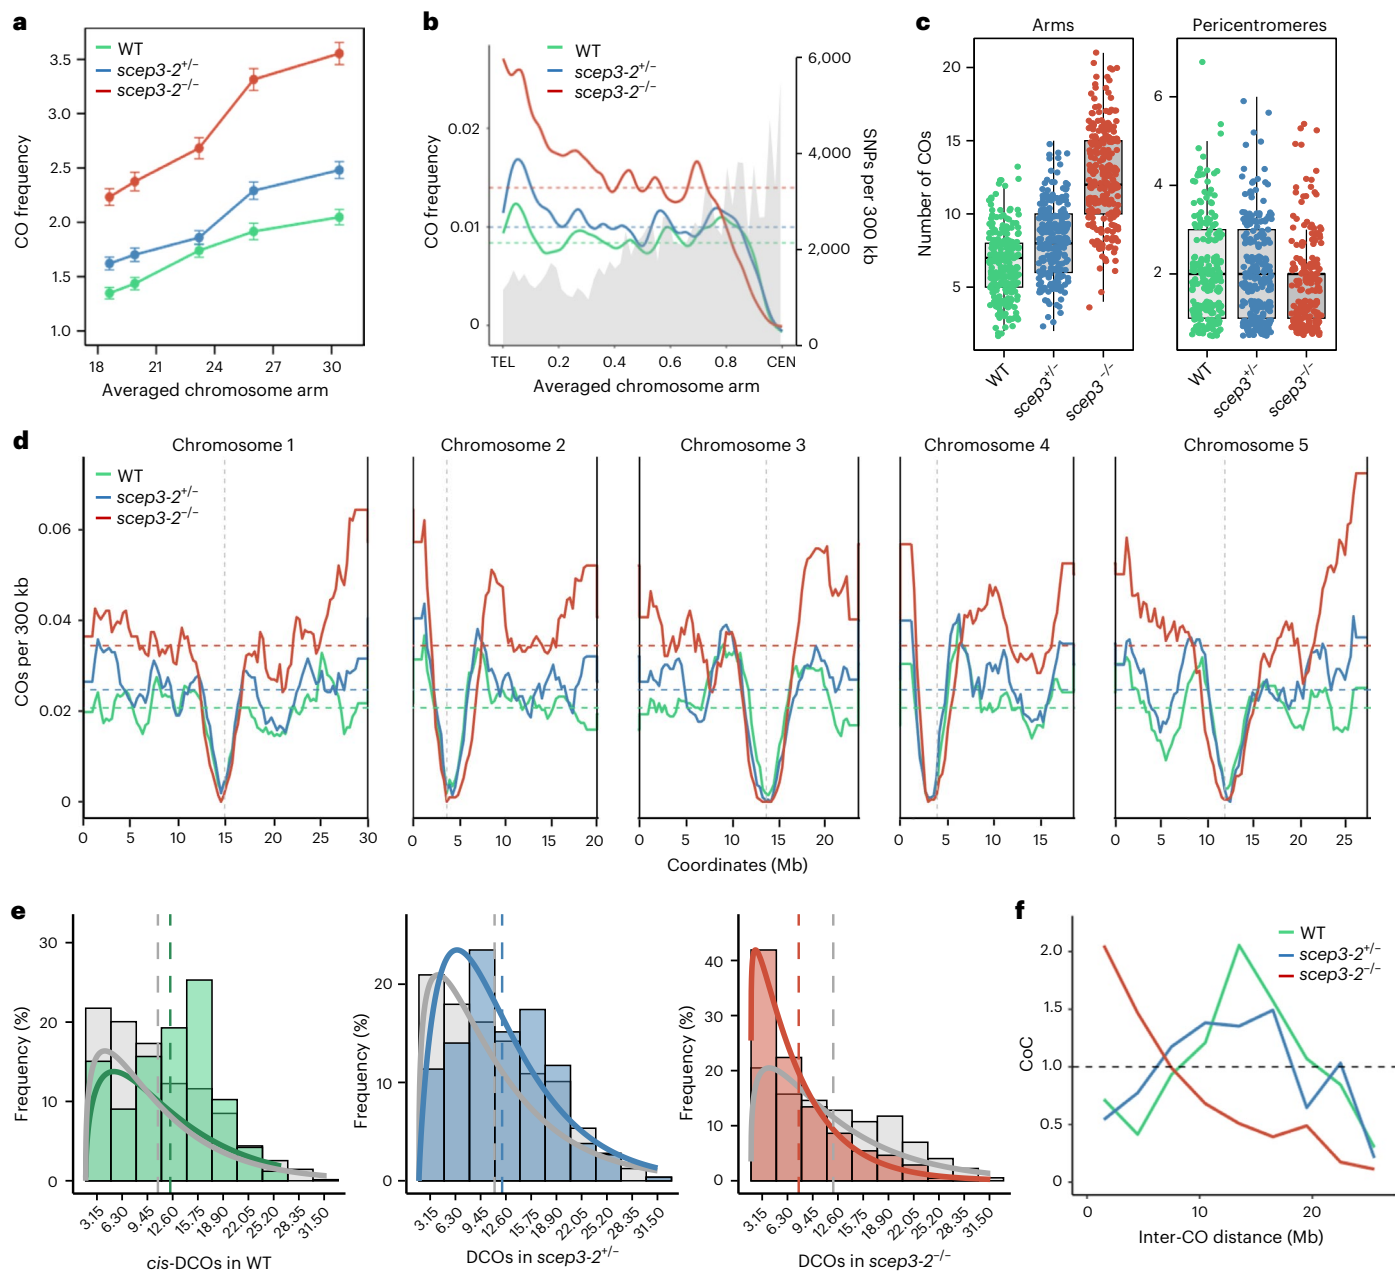 a
WT
scep3-2+/–
scep3-2–/–
3.5
3.0
2.5
2.0
1.5
1.0
CO frequency
18
21
24
27
30
Averaged chromosome arm
b
WT
scep3-2+/–
scep3-2–/–
0.02
0.01
0
CO frequency
6,000
4,000
2,000
0
SNPs per 300 kb
TEL
0.2
0.4
0.6
0.8
CEN
Averaged chromosome arm
c
Arms
Pericentromeres
20
15
10
5
Number of COs
6
4
2
WT
scep3+/–
scep3–/–
WT
scep3+/–
scep3–/–
d
Chromosome 1
Chromosome 2
Chromosome 3
Chromosome 4
Chromosome 5
WT
scep3-2+/–
scep3-2–/–
0.06
0.04
0.02
0
COs per 300 kb
0 5 10 15 20 25 30
0 5 10 15 20
0 5 10 15 20
0 5 10 15
0 5 10 15 20 25
Coordinates (Mb)
e
30
20
10
0
Frequency (%)
3.15 6.30 9.45 12.60 15.75 18.90 22.05 25.20 28.35 31.50
cis-DCOs in WT
20
10
0
Frequency (%)
3.15 6.30 9.45 12.60 15.75 18.90 22.05 25.20 28.35 31.50
DCOs in scep3-2+/–
40
30
20
10
0
Frequency (%)
3.15 6.30 9.45 12.60 15.75 18.90 22.05 25.20 28.35 31.50
DCOs in scep3-2–/–
f
WT
scep3-2+/–
scep3-2–/–
2.0
1.5
1.0
0.5
0
CoC
0
10
20
Inter-CO distance (Mb)